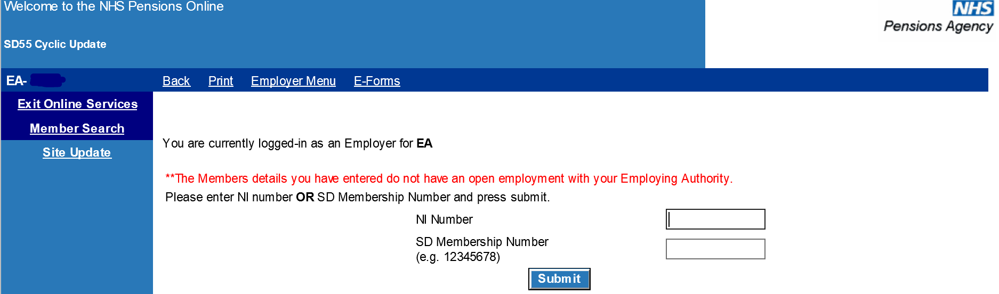 Welcome to the NHS Pensions Online
NHS
Pensions Agency
SD55 Cyclic Update
EA-
Back Print Employer Menu E-Forms
Exit Online Services
Member Search
Site Update
You are currently logged-in as an Employer for EA
**The Members details you have entered do not have an open employment with your Employing Authority.
Please enter NI number OR SD Membership Number and press submit.
NI Number
SD Membership Number
(e.g. 12345678)
Submit